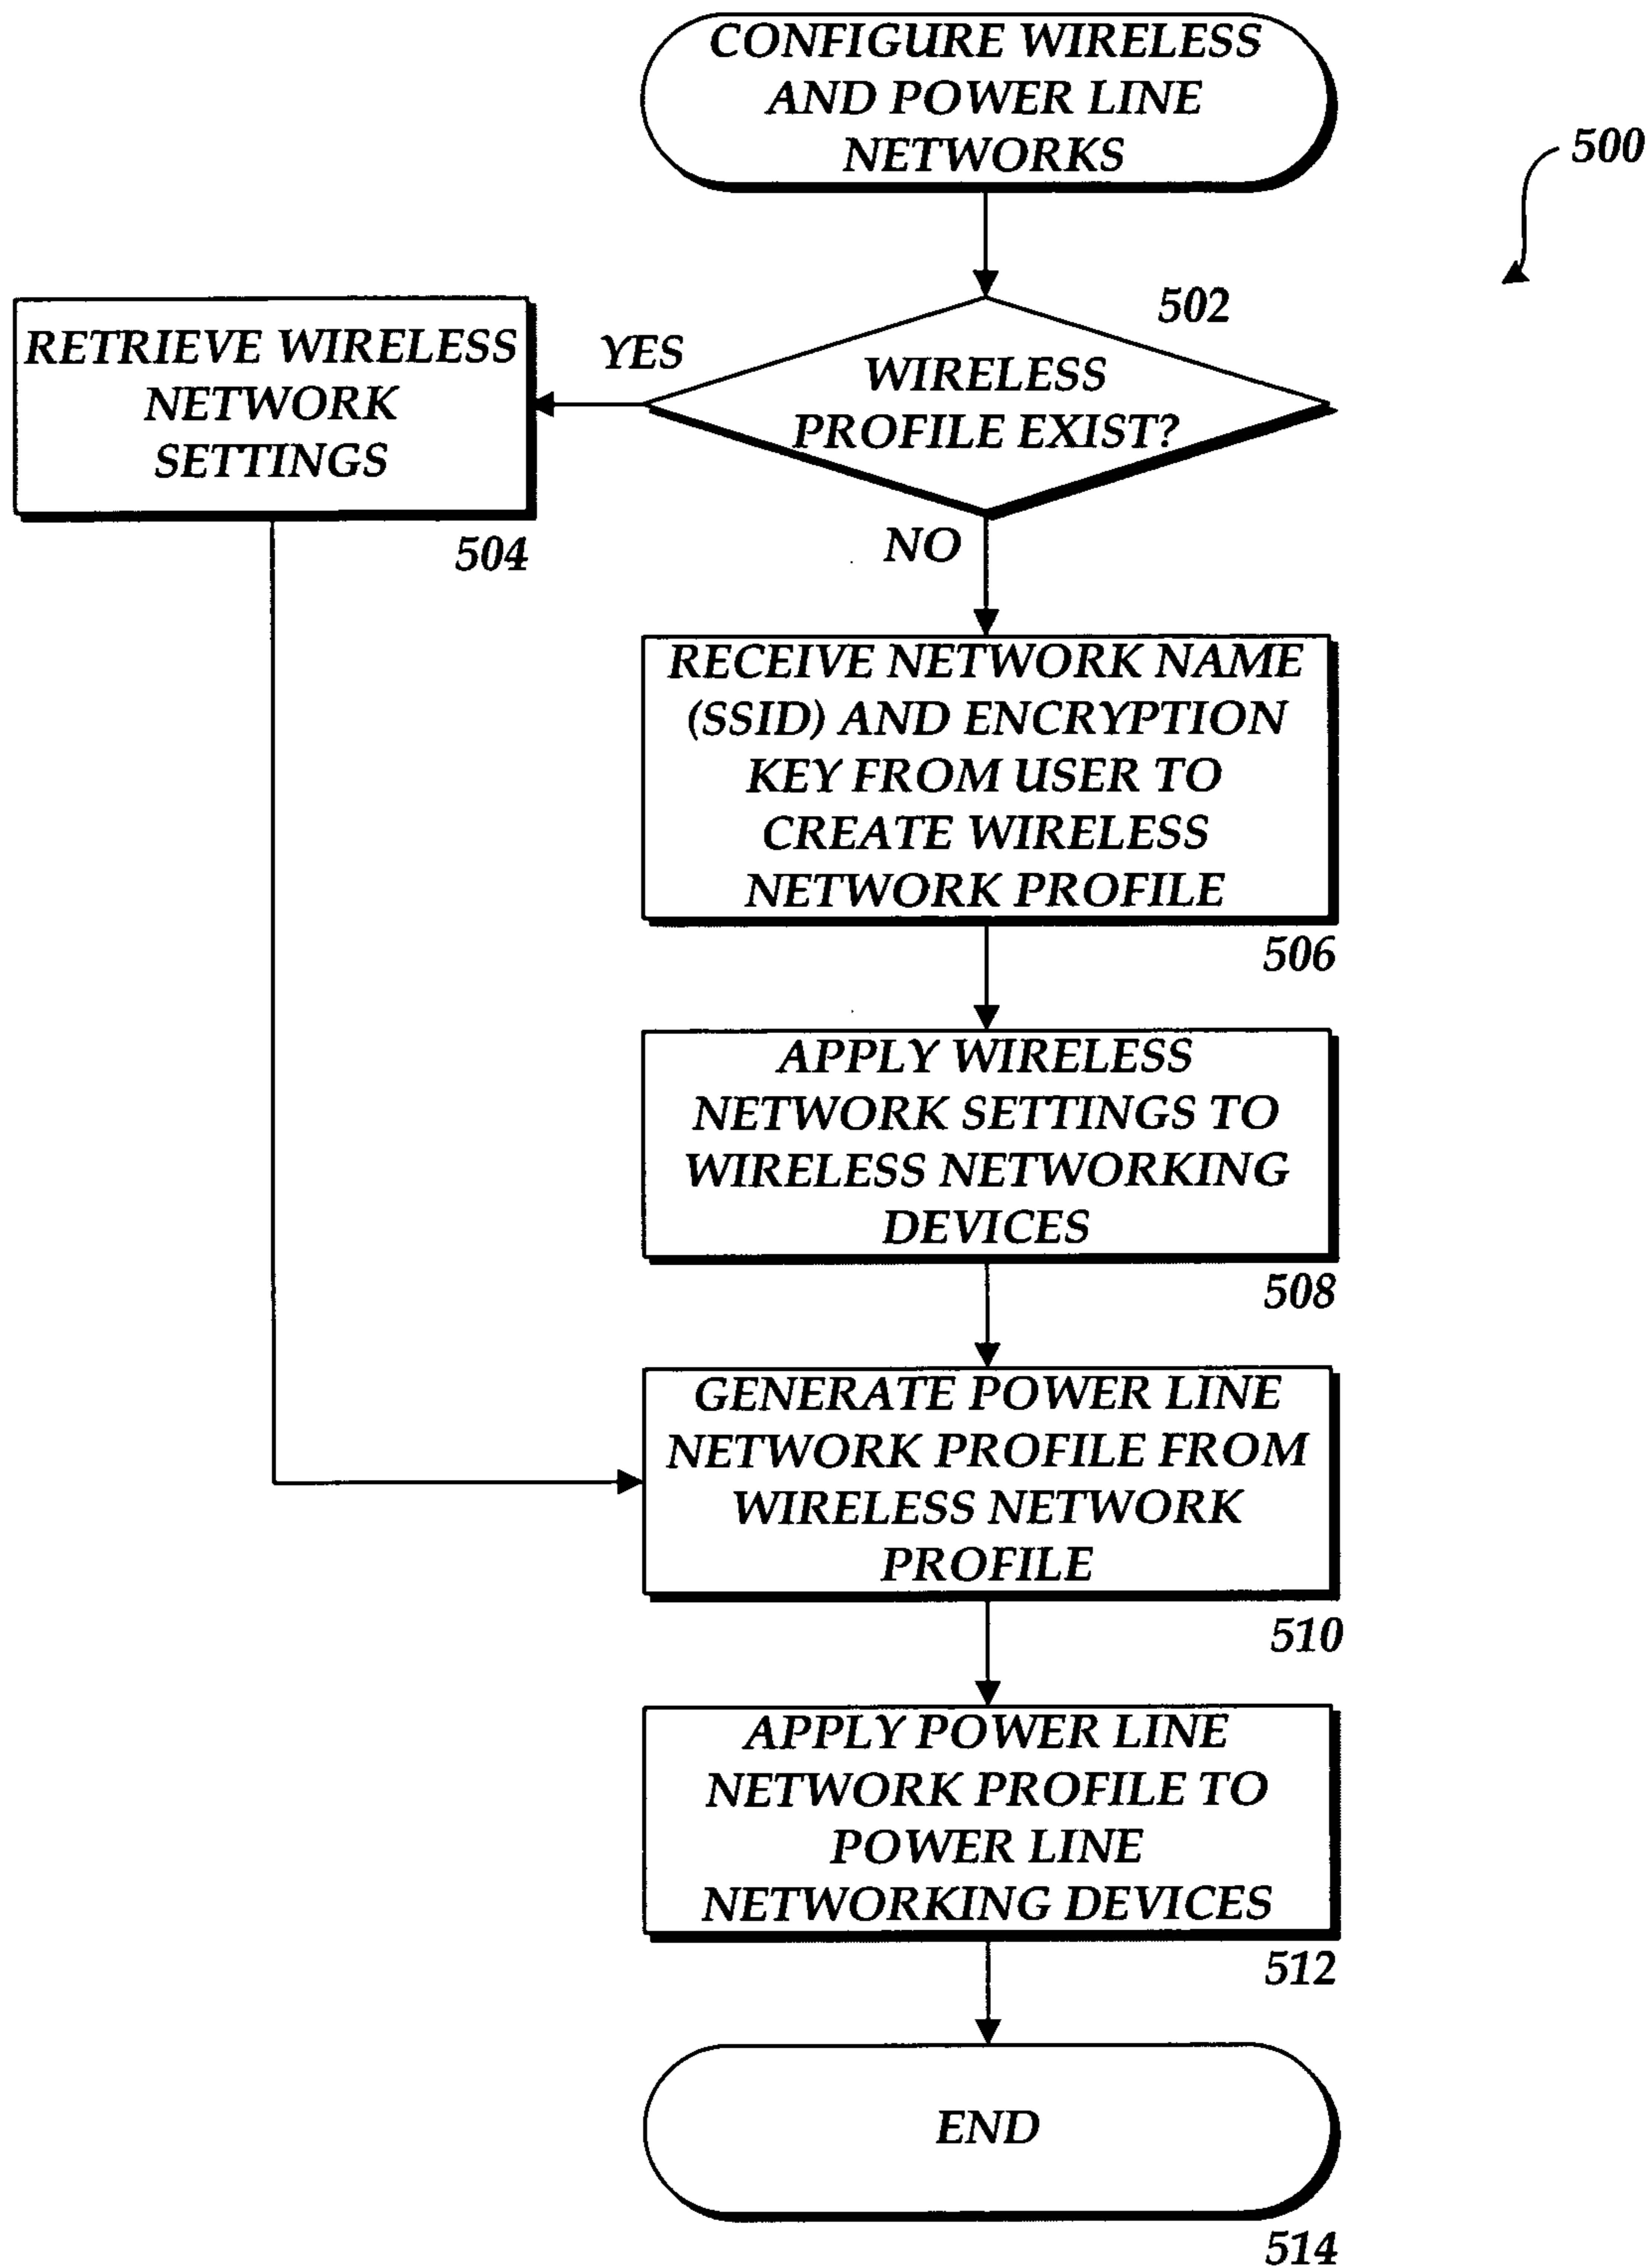 CONFIGURE WIRELESS
AND POWER LINE
NETWORKS
500
502
WIRELESS
PROFILE EXIST?
YES
RETRIEVE WIRELESS
NETWORK
SETTINGS
504
NO
RECEIVE NETWORK NAME
(SSID) AND ENCRYPTION
KEY FROM USER TO
CREATE WIRELESS
NETWORK PROFILE
506
APPLY WIRELESS
NETWORK SETTINGS TO
WIRELESS NETWORKING
DEVICES
508
GENERATE POWER LINE
NETWORK PROFILE FROM
WIRELESS NETWORK
PROFILE
510
APPLY POWER LINE
NETWORK PROFILE TO
POWER LINE
NETWORKING DEVICES
512
END
514